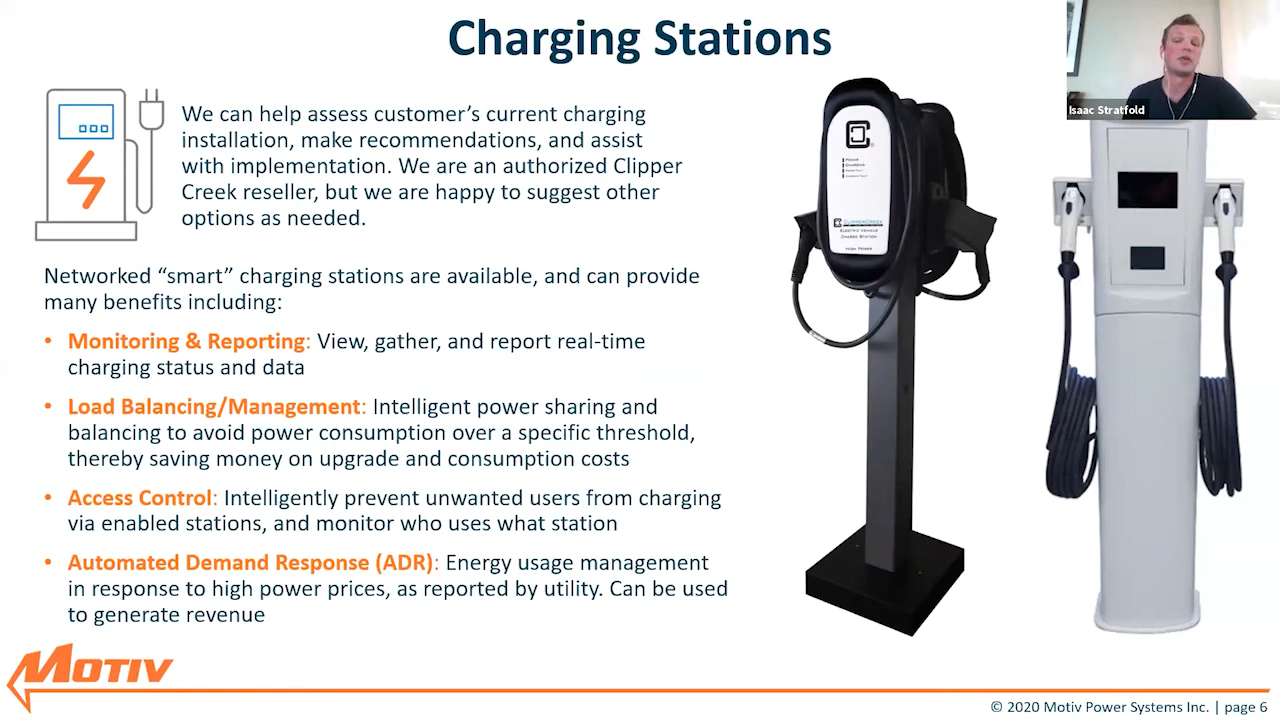 Charging Stations
Isaac Stratfold
We can help assess customer's current charging
installation, make recommendations, and assist
with implementation. We are an authorized Clipper
Creek reseller, but we are happy to suggest other
options as needed.
Networked “smart” charging stations are available, and can provide
many benefits including:
• Monitoring & Reporting: View, gather, and report real-time
charging status and data
• Load Balancing/Management: Intelligent power sharing and
balancing to avoid power consumption over a specific threshold,
thereby saving money on upgrade and consumption costs
• Access Control: Intelligently prevent unwanted users from charging
via enabled stations, and monitor who uses what station
• Automated Demand Response (ADR): Energy usage management
in response to high power prices, as reported by utility. Can be used
to generate revenue
CLIPPERCREEK
ELECTRIC VEHICLE
CHARGE STATION
HIGH POWER
MOTIV
© 2020 Motiv Power Systems Inc. | page 6